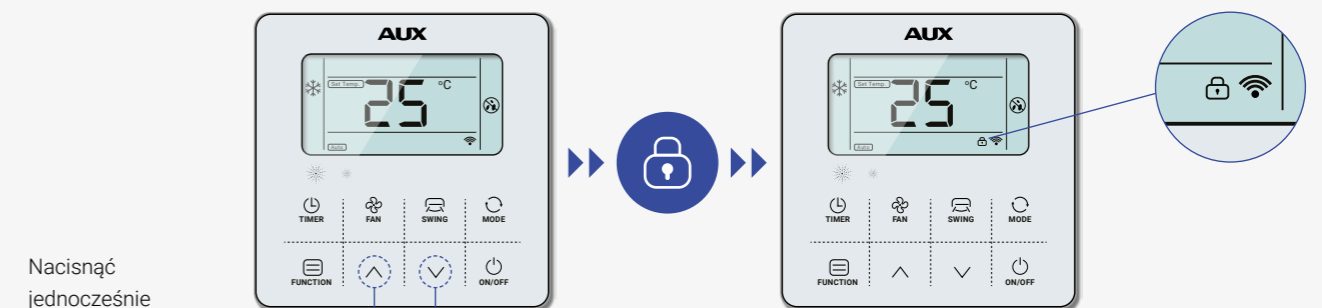 AUX
Set Temp.
25 °C
Auto
TIMER FAN SWING MODE
FUNCTION ON/OFF
AUX
Set Temp.
25 °C
Auto
TIMER FAN SWING MODE
FUNCTION ON/OFF
Nacisnąć
jednocześnie